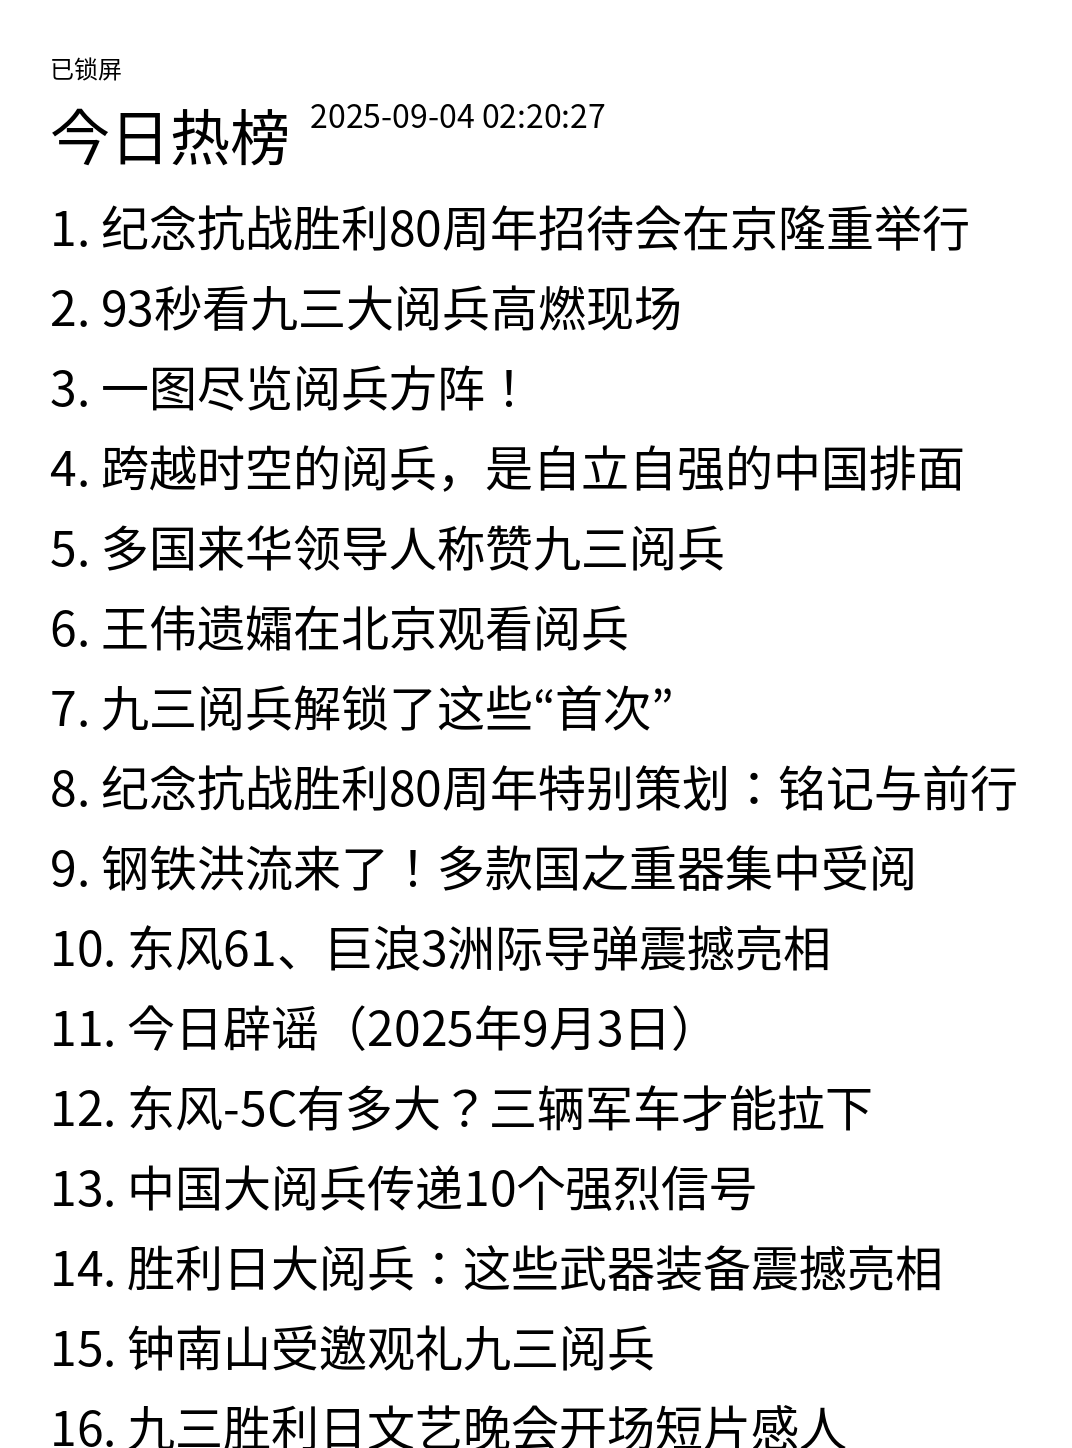 已锁屏
今日热榜 2025-09-04 02:20:27
1. 纪念抗战胜利80周年招待会在京隆重举行
2. 93秒看九三大阅兵高燃现场
3. 一图尽览阅兵方阵！
4. 跨越时空的阅兵，是自立自强的中国排面
5. 多国来华领导人称赞九三阅兵
6. 王伟遗孀在北京观看阅兵
7. 九三阅兵解锁了这些“首次”
8. 纪念抗战胜利80周年特别策划：铭记与前行
9. 钢铁洪流来了！多款国之重器集中受阅
10. 东风61、巨浪3洲际导弹震撼亮相
11. 今日辟谣（2025年9月3日）
12. 东风-5C有多大？三辆军车才能拉下
13. 中国大阅兵传递10个强烈信号
14. 胜利日大阅兵：这些武器装备震撼亮相
15. 钟南山受邀观礼九三阅兵
16. 九三胜利日文艺晚会开场短片感人